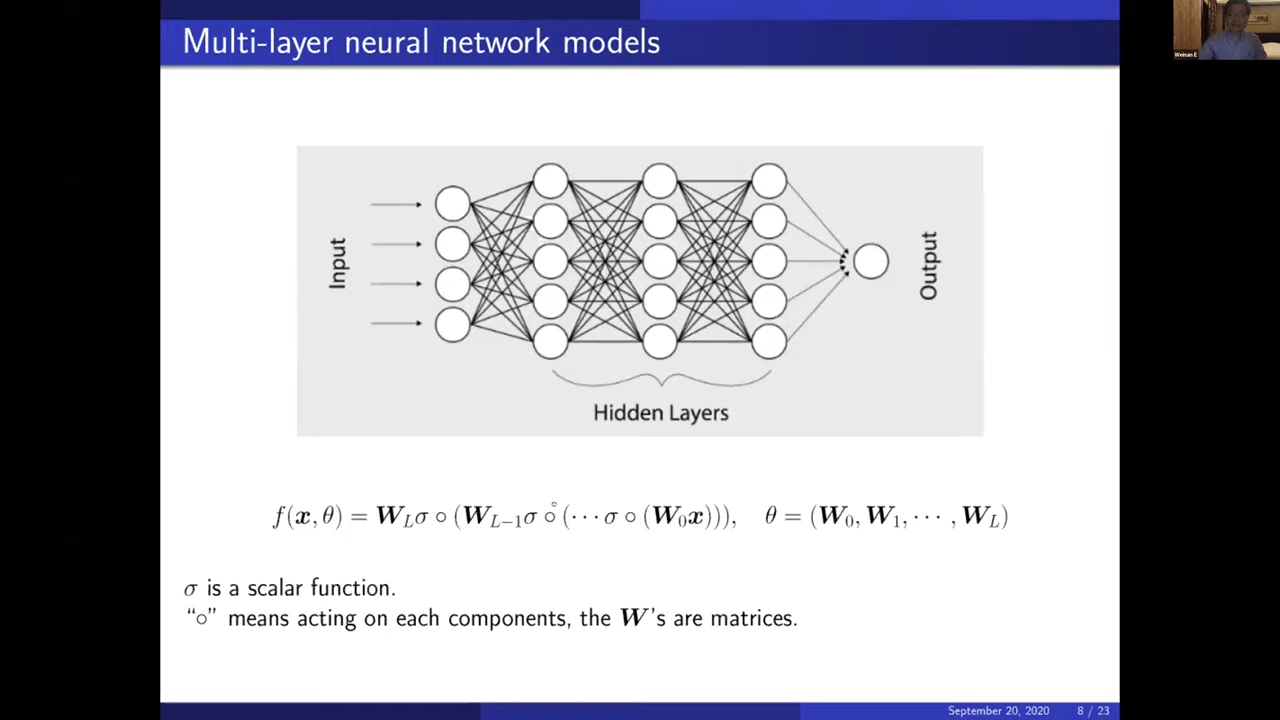 Multi-layer neural network models
Weinan E
Input
Output
Hidden Layers
f(x, θ) = W_L σ ∘ (W_{L−1} σ ∘ (⋯ σ ∘ (W_0 x))),  θ = (W_0, W_1, ⋯ , W_L)
σ is a scalar function.
“∘” means acting on each components, the W’s are matrices.
September 20, 2020 8 / 23